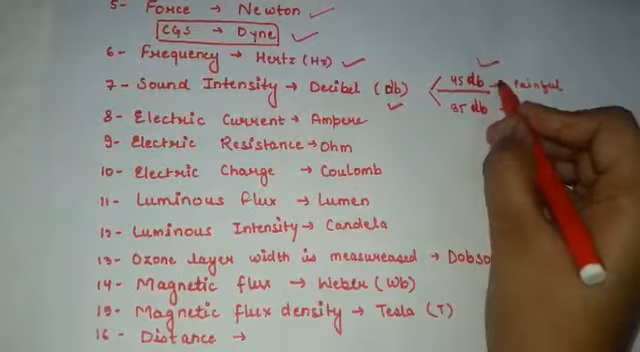 5- Force → Newton
CGS → Dyne
6- Frequency → Hertz (Hz)
7- Sound Intensity → Decibel (db) 45 db → Painful
85 db
8- Electric Current → Ampere
9- Electric Resistance → Ohm
10- Electric Charge → Coulomb
11- Luminous flux → Lumen
12- Luminous Intensity → Candela
13- Ozone layer width is measureased → Dobso
14- Magnetic flux → Weber (Wb)
15- Magnetic flux density → Tesla (T)
16- Distance →